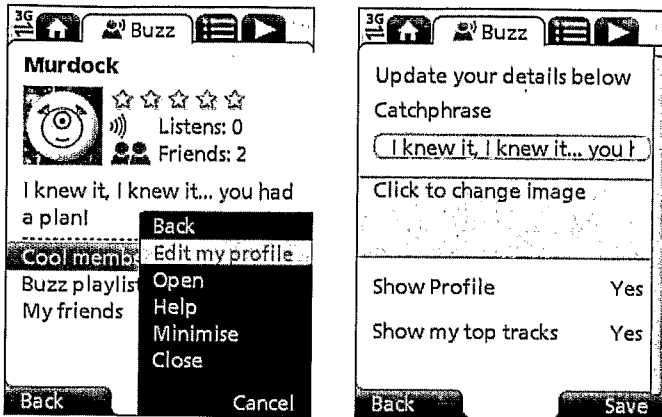 3G
Buzz
Murdock
Listens: 0
Friends: 2
I knew it, I knew it... you had
a plan!
Cool memb
Buzz playlist
My friends
Back
Edit my profile
Open
Help
Minimise
Close
Back
Cancel
3G
Buzz
Update your details below
Catchphrase
I knew it, I knew it... you h
Click to change image
Show Profile Yes
Show my top tracks Yes
Back
Save